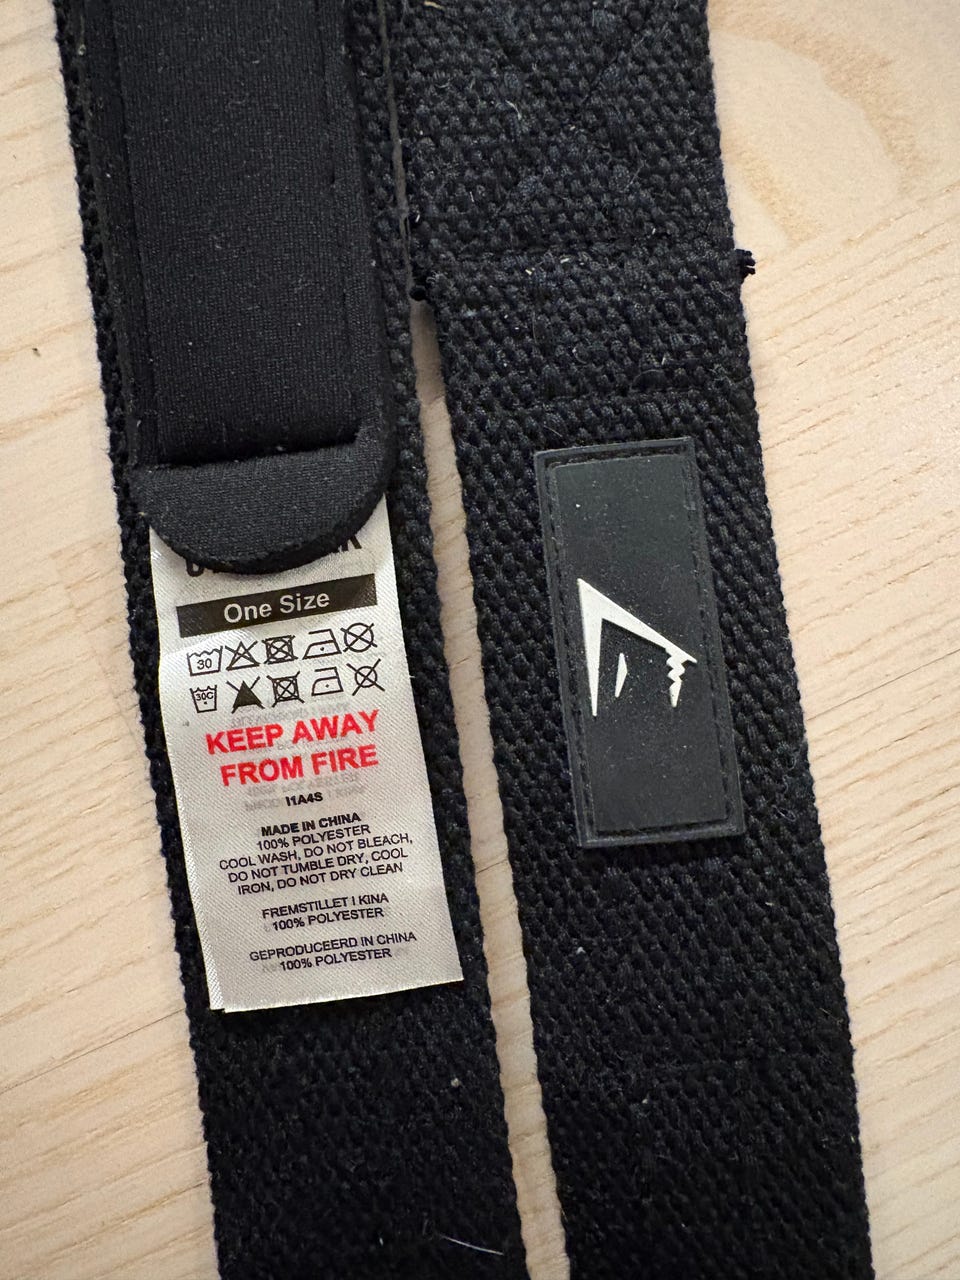 One Size
30
30C
KEEP AWAY
FROM FIRE
I1A4S
MADE IN CHINA
100% POLYESTER
COOL WASH, DO NOT BLEACH,
DO NOT TUMBLE DRY, COOL
IRON, DO NOT DRY CLEAN
FREMSTILLET I KINA
100% POLYESTER
GEPRODUCEERD IN CHINA
100% POLYESTER